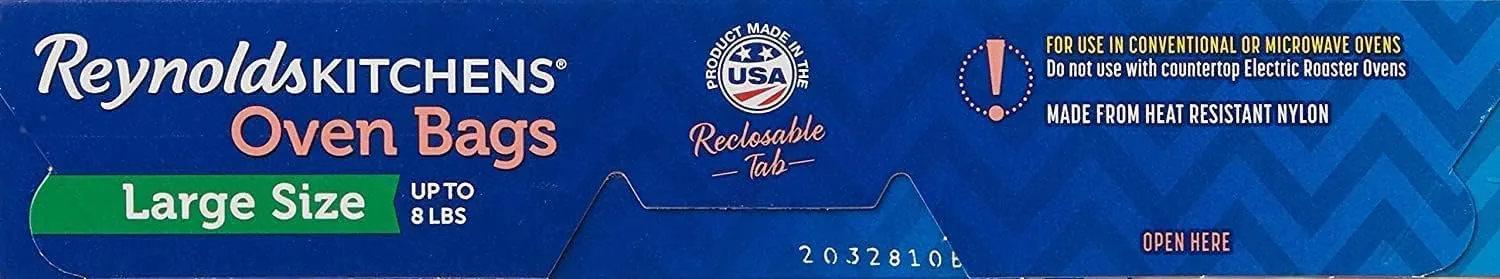 ReynoldsKITCHENS®
Oven Bags
Large Size
UP TO
8 LBS
PRODUCT MADE IN THE
USA
Reclosable
Tab
2032810
FOR USE IN CONVENTIONAL OR MICROWAVE OVENS
Do not use with countertop Electric Roaster Ovens
MADE FROM HEAT RESISTANT NYLON
OPEN HERE